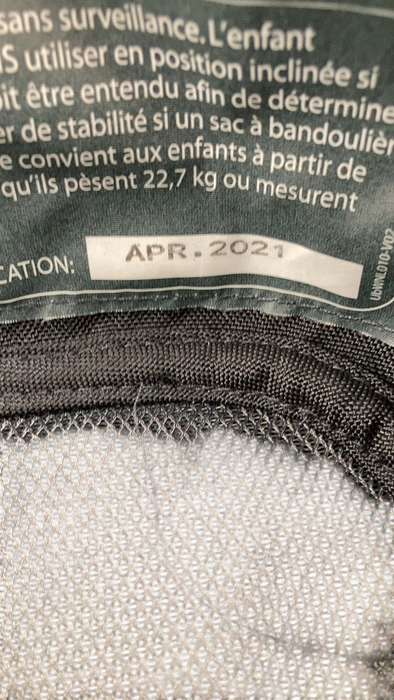 sans surveillance. L'enfant
S utiliser en position inclinée si
it être entendu afin de détermine
er de stabilité si un sac à bandoulièr
e convient aux enfants à partir de
qu'ils pèsent 22,7 kg ou mesurent
CATION: APR. 2021